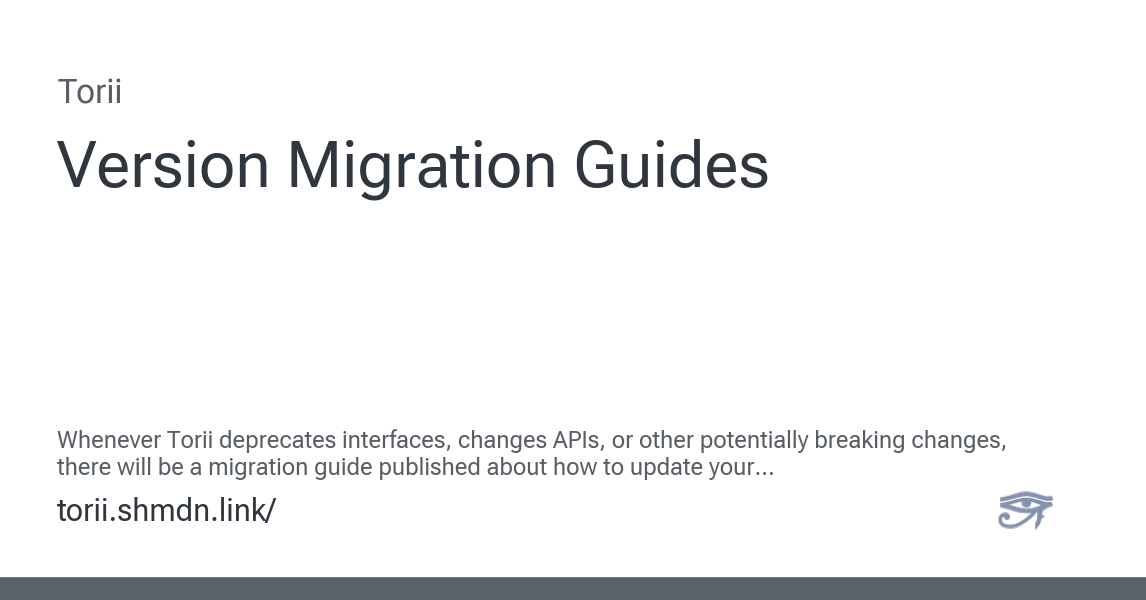 Torii
Version Migration Guides
Whenever Torii deprecates interfaces, changes APIs, or other potentially breaking changes,
there will be a migration guide published about how to update your...
torii.shmdn.link/